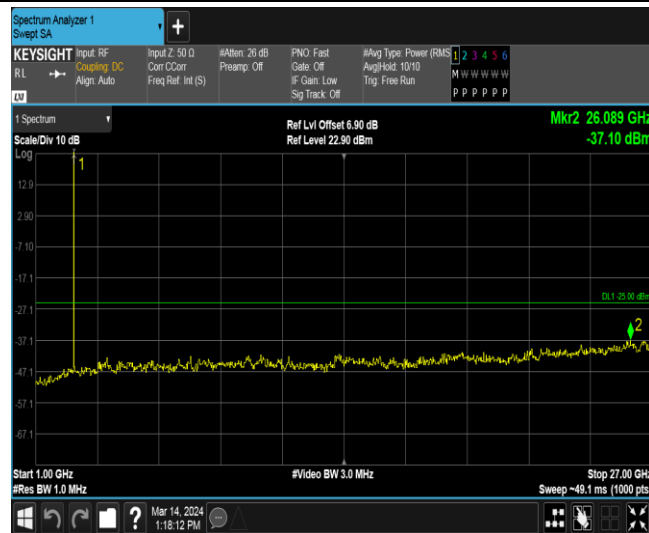 Spectrum Analyzer 1
Swept SA
+
KEYSIGHT
RL
LXI
Input: RF
Coupling: DC
Align: Auto
Input Z: 50 Ω
Corr CCorr
Freq Ref: Int (S)
#Atten: 26 dB
Preamp: Off
PNO: Fast
Gate: Off
IF Gain: Low
Sig Track: Off
#Avg Type: Power (RMS
Avg|Hold: 10/10
Trig: Free Run
1 2 3 4 5 6
M W W W W W
P P P P P P
1 Spectrum
Scale/Div 10 dB
Log
Ref Lvl Offset 6.90 dB
Ref Level 22.90 dBm
Mkr2 26.089 GHz
-37.10 dBm
1
12.9
2.90
-7.10
-17.1
DL1 -25.00 dBm
-27.1
2
-37.1
-47.1
-57.1
-67.1
Start 1.00 GHz
#Res BW 1.0 MHz
#Video BW 3.0 MHz
Stop 27.00 GHz
Sweep ~49.1 ms (1000 pts
?
Mar 14, 2024
1:18:12 PM